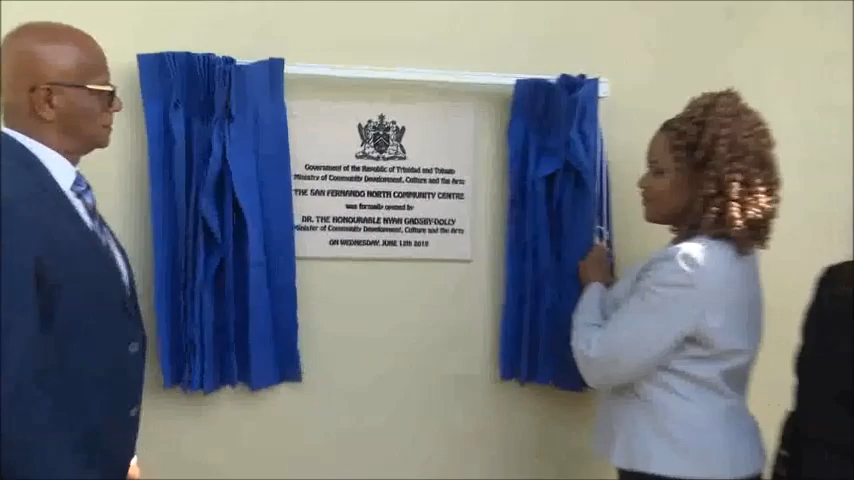 Government of the Republic of Trinidad and Tobago
Ministry of Community Development, Culture and the Arts
THE SAN FERNANDO NORTH COMMUNITY CENTRE
was formally opened by
DR. THE HONOURABLE NYAN GADSBY-DOLLY
Minister of Community Development, Culture and the Arts
ON WEDNESDAY, JUNE 12th 2019